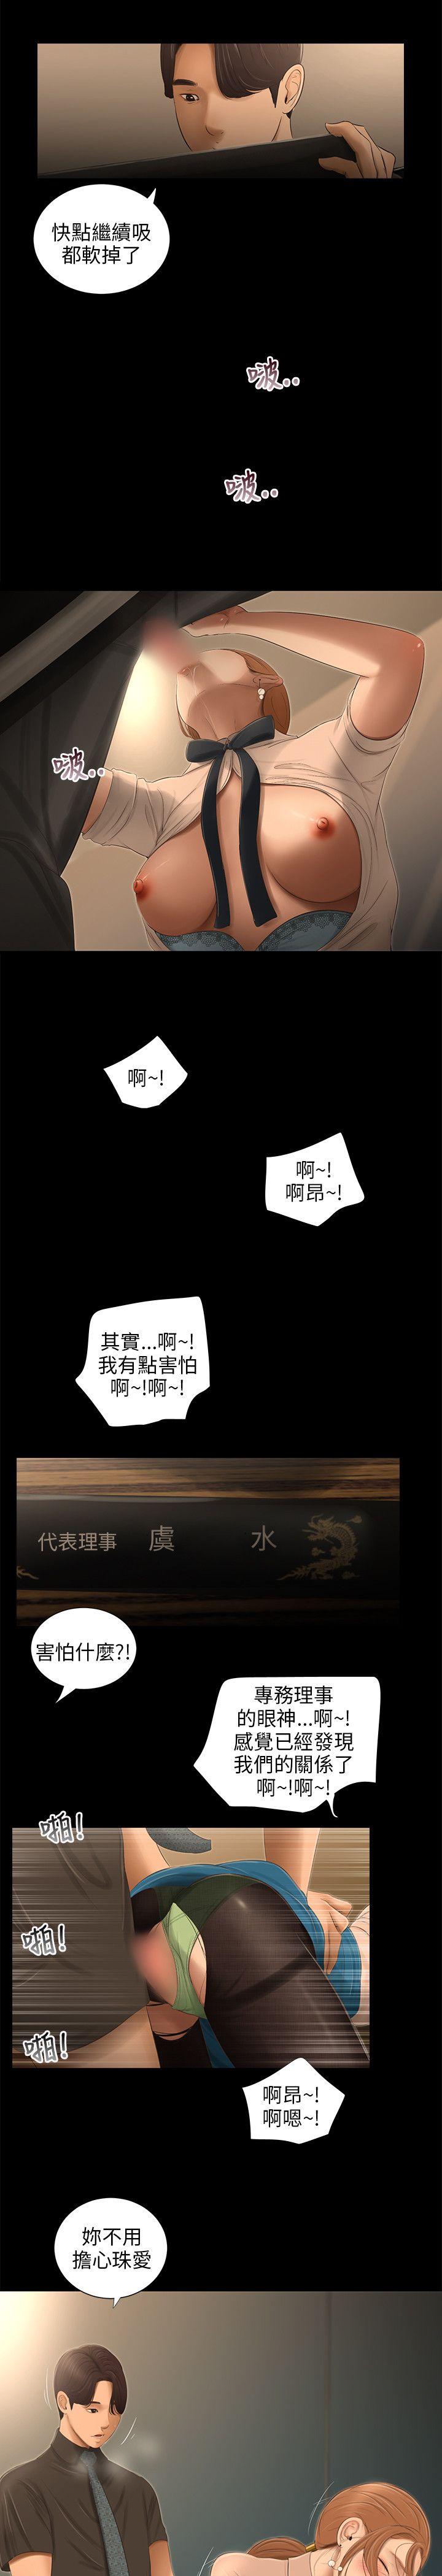 快點繼續吸
都軟掉了
啵..
啵..
啵..
啊~!
啊~!
啊昂~!
其實...啊~!
我有點害怕
啊~!啊~!
代表理事 虞 水
害怕什麼?!
專務理事
的眼神...啊~!
感覺已經發現
我們的關係了
啊~!啊~!
啪!
啪!
啪!
啊昂~!
啊嗯~!
妳不用
擔心珠愛